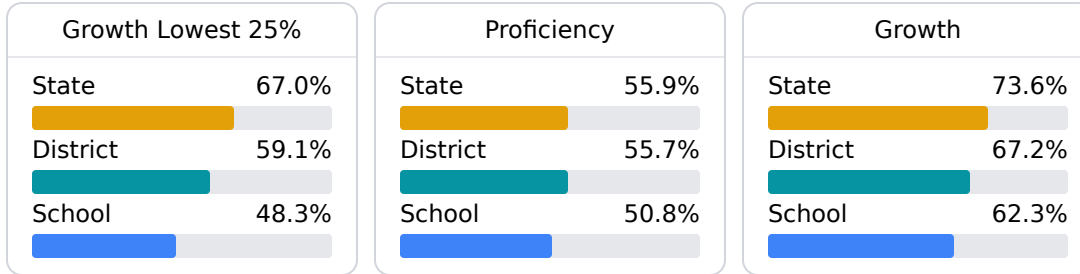 Growth Lowest 25%
State 67.0%
District 59.1%
School 48.3%
Proficiency
State 55.9%
District 55.7%
School 50.8%
Growth
State 73.6%
District 67.2%
School 62.3%